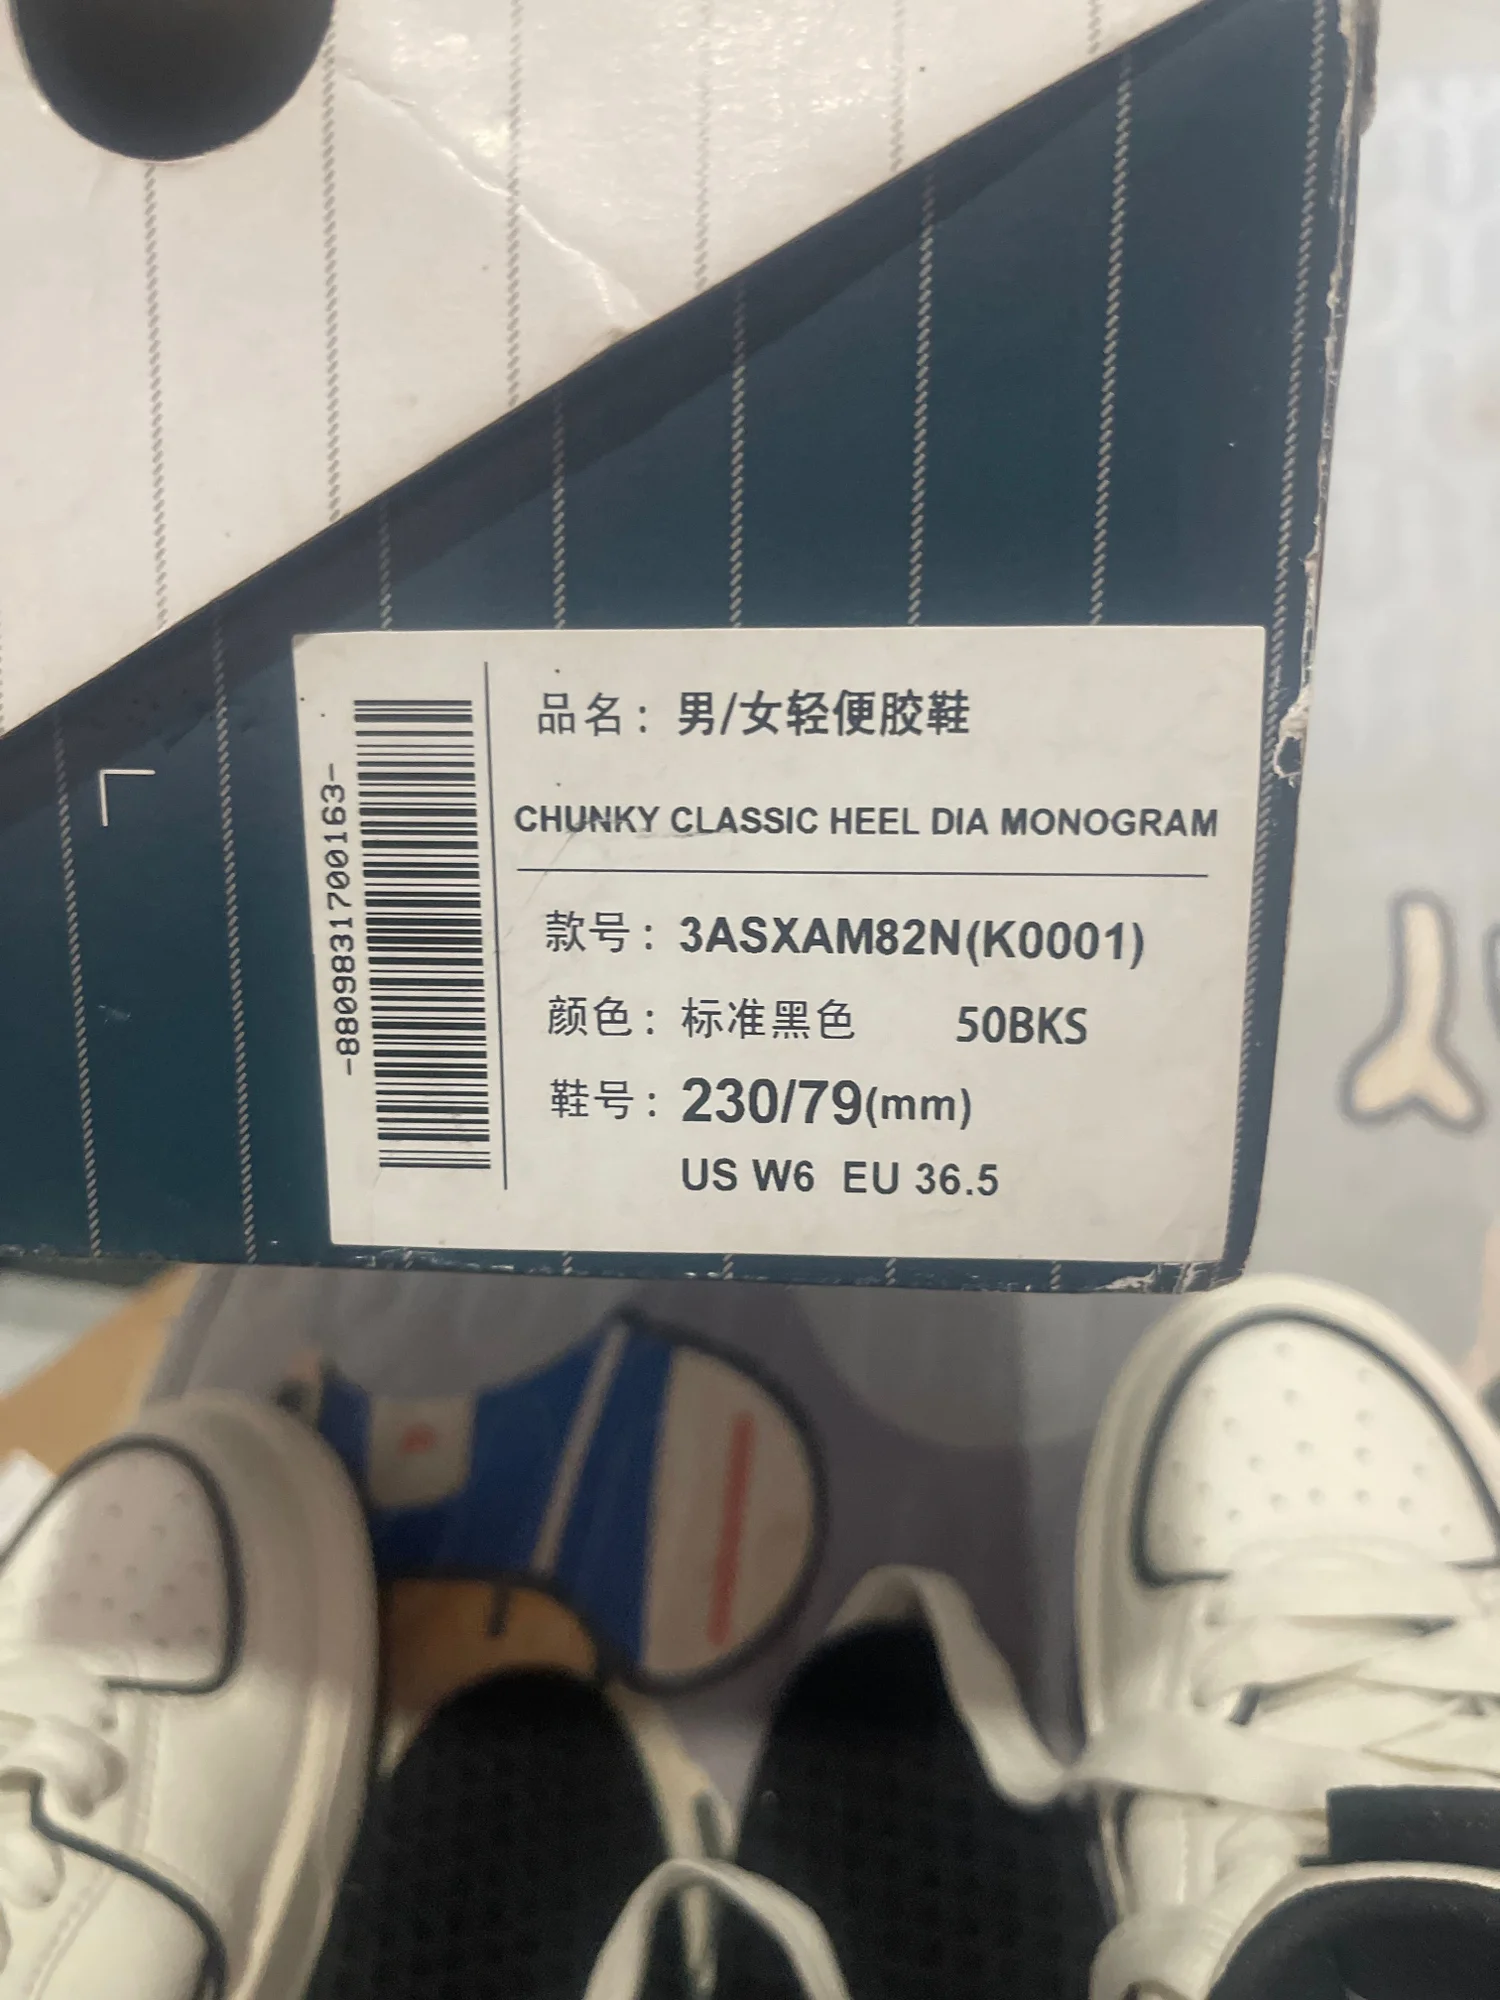 品名：男/女轻便胶鞋
CHUNKY CLASSIC HEEL DIA MONOGRAM
款号：3ASXAM82N(K0001)
颜色：标准黑色 50BKS
鞋号：230/79(mm)
US W6 EU 36.5
-8809831700163-